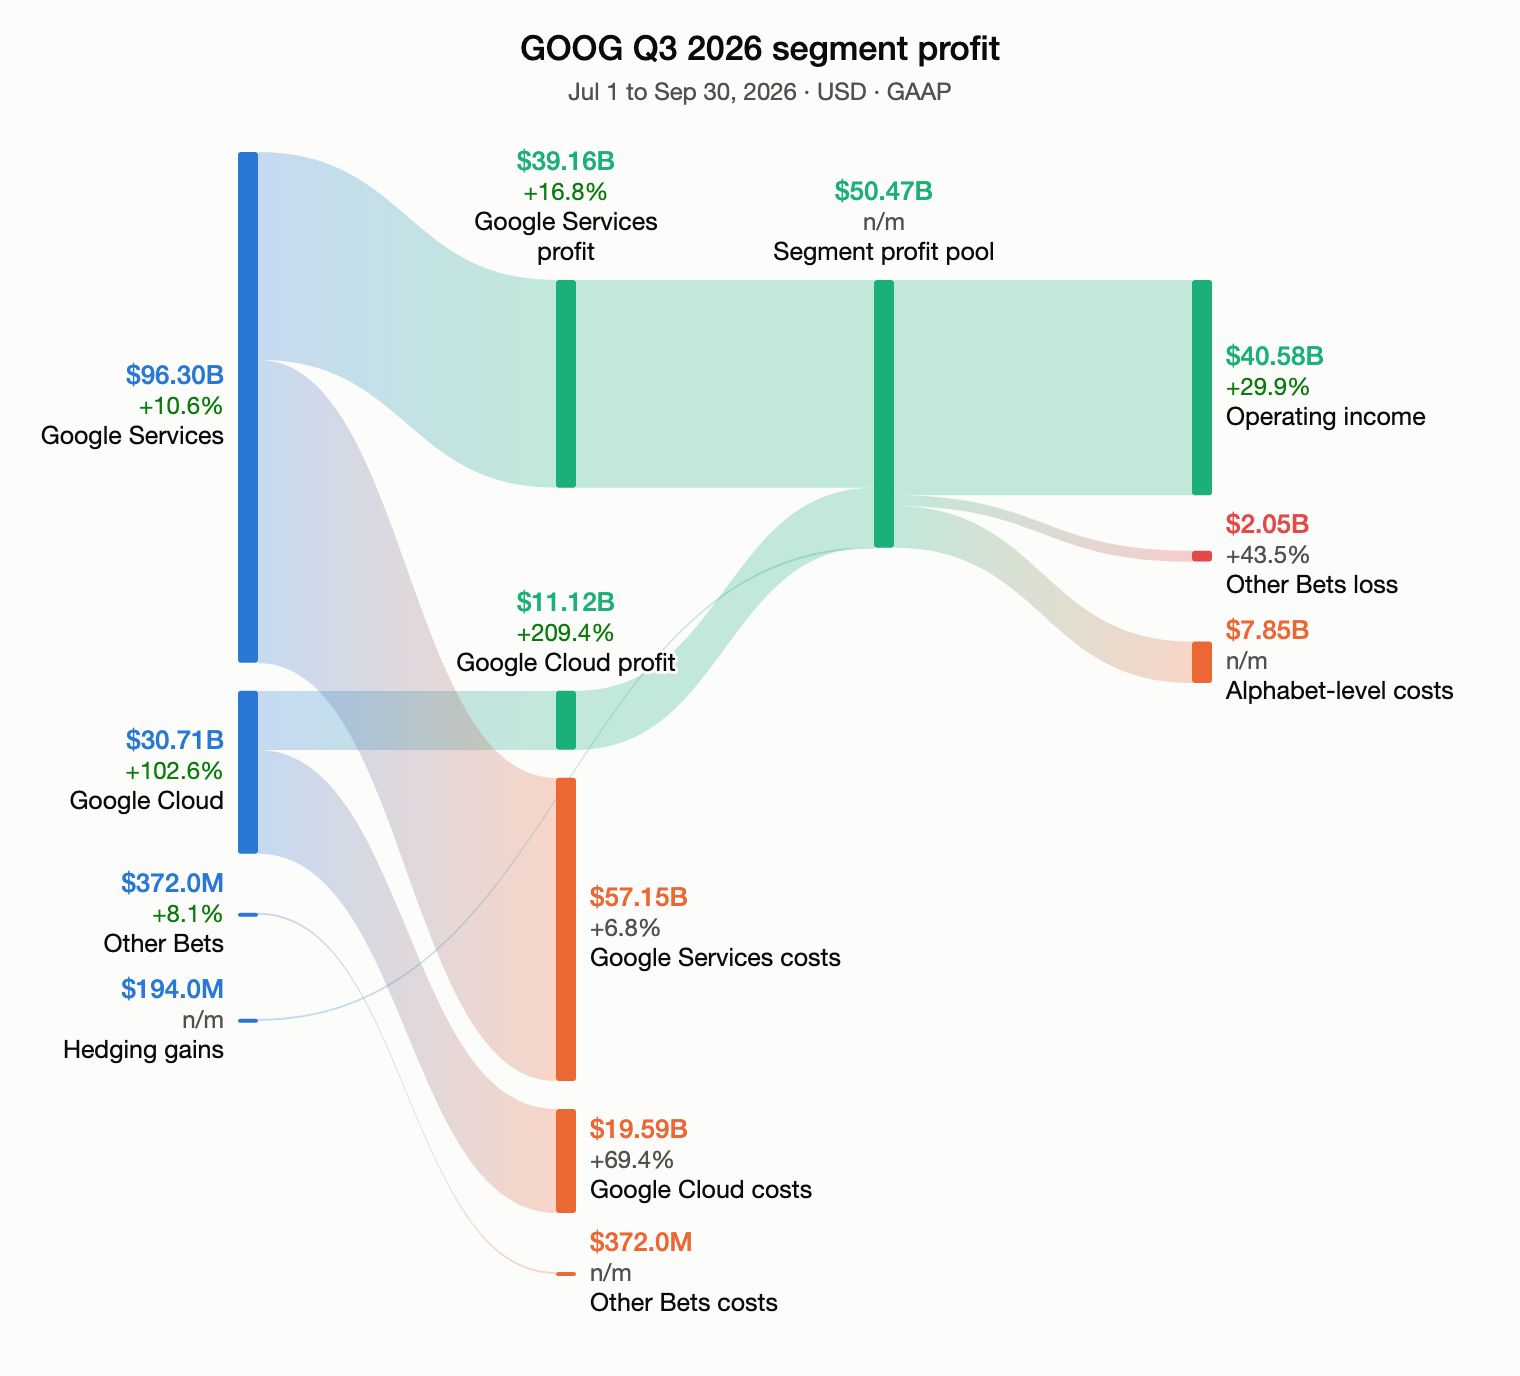 GOOG Q3 2026 segment profit
Jul 1 to Sep 30, 2026 · USD · GAAP
$96.30B
+10.6%
Google Services
$30.71B
+102.6%
Google Cloud
$372.0M
+8.1%
Other Bets
$194.0M
n/m
Hedging gains
$39.16B
+16.8%
Google Services
profit
$11.12B
+209.4%
Google Cloud profit
$57.15B
+6.8%
Google Services costs
$19.59B
+69.4%
Google Cloud costs
$372.0M
n/m
Other Bets costs
$50.47B
n/m
Segment profit pool
$40.58B
+29.9%
Operating income
$2.05B
+43.5%
Other Bets loss
$7.85B
n/m
Alphabet-level costs